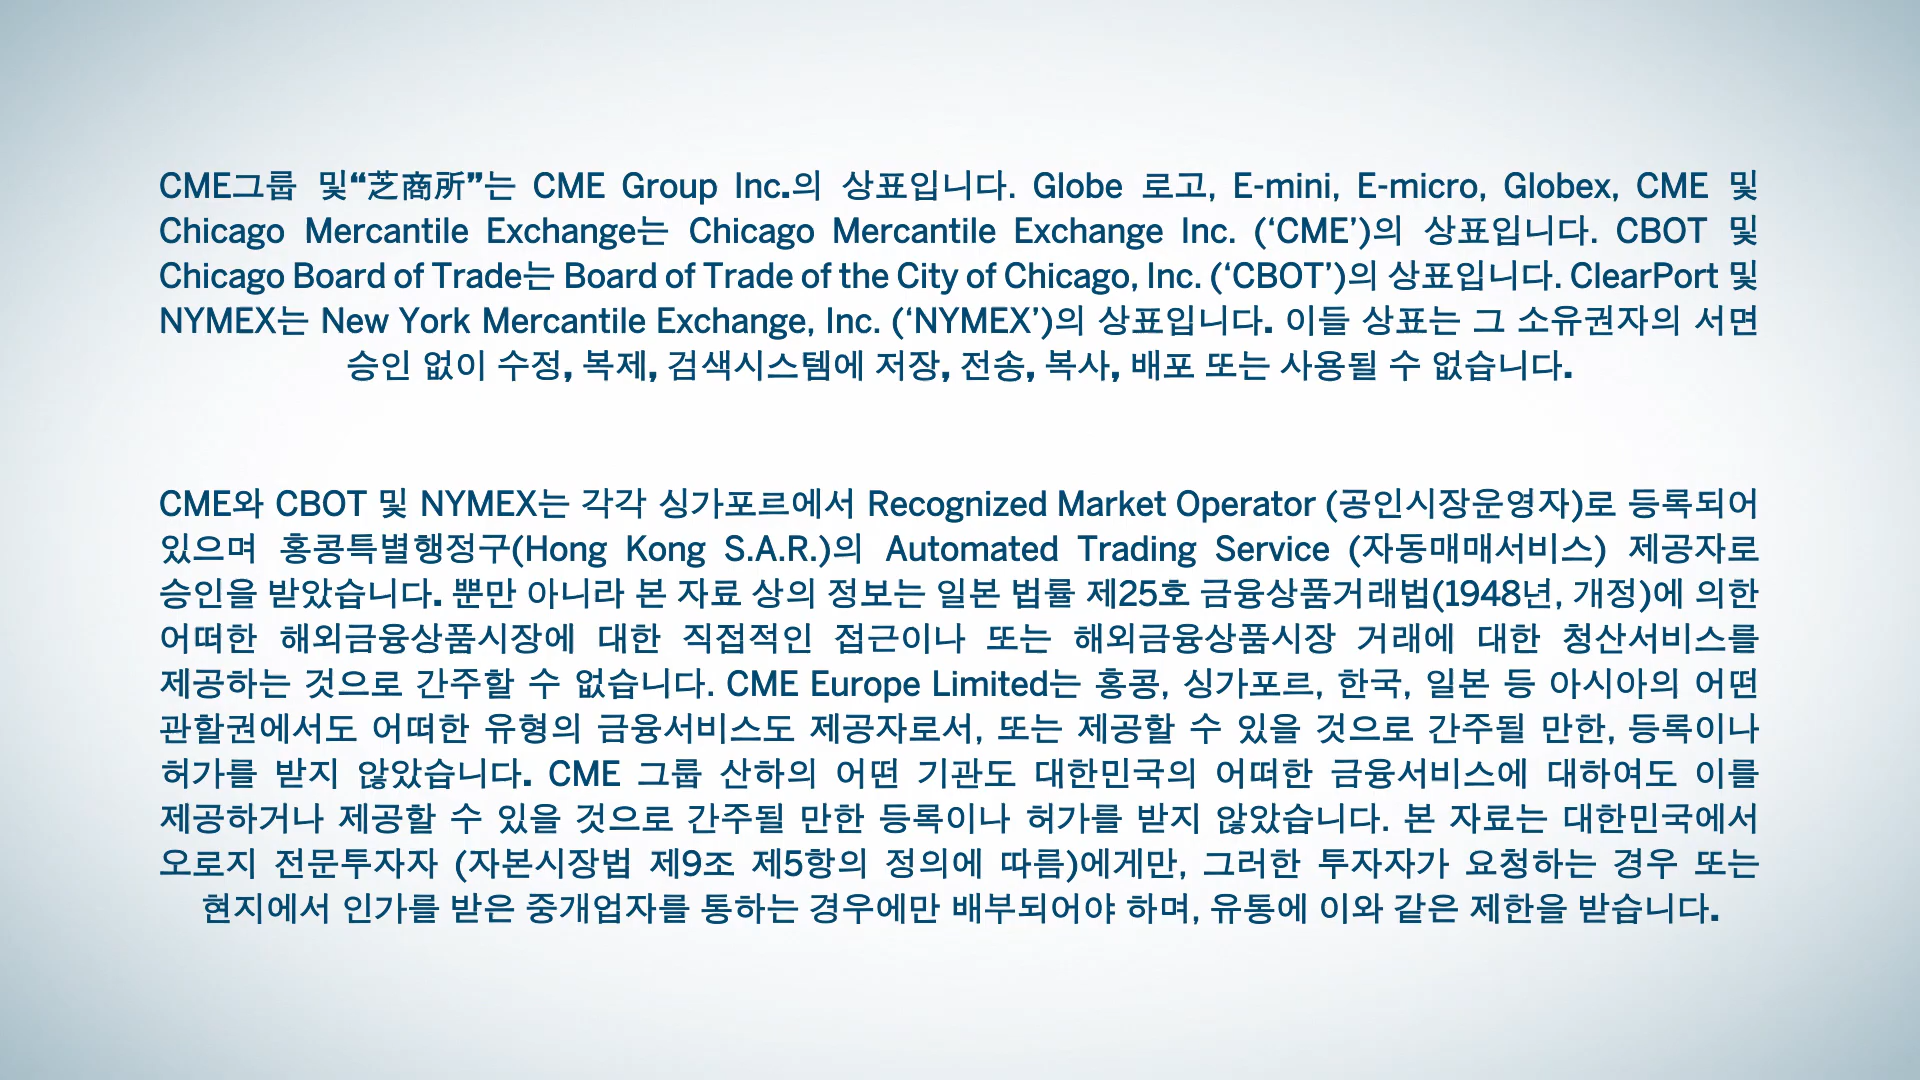 CME그룹 및“芝商所”는 CME Group Inc.의 상표입니다. Globe 로고, E-mini, E-micro, Globex, CME 및
Chicago Mercantile Exchange는 Chicago Mercantile Exchange Inc. (‘CME’)의 상표입니다. CBOT 및
Chicago Board of Trade는 Board of Trade of the City of Chicago, Inc. (‘CBOT’)의 상표입니다. ClearPort 및
NYMEX는 New York Mercantile Exchange, Inc. (‘NYMEX’)의 상표입니다. 이들 상표는 그 소유권자의 서면
승인 없이 수정, 복제, 검색시스템에 저장, 전송, 복사, 배포 또는 사용될 수 없습니다.
CME와 CBOT 및 NYMEX는 각각 싱가포르에서 Recognized Market Operator (공인시장운영자)로 등록되어
있으며 홍콩특별행정구(Hong Kong S.A.R.)의 Automated Trading Service (자동매매서비스) 제공자로
승인을 받았습니다. 뿐만 아니라 본 자료 상의 정보는 일본 법률 제25호 금융상품거래법(1948년, 개정)에 의한
어떠한 해외금융상품시장에 대한 직접적인 접근이나 또는 해외금융상품시장 거래에 대한 청산서비스를
제공하는 것으로 간주할 수 없습니다. CME Europe Limited는 홍콩, 싱가포르, 한국, 일본 등 아시아의 어떤
관할권에서도 어떠한 유형의 금융서비스도 제공자로서, 또는 제공할 수 있을 것으로 간주될 만한, 등록이나
허가를 받지 않았습니다. CME 그룹 산하의 어떤 기관도 대한민국의 어떠한 금융서비스에 대하여도 이를
제공하거나 제공할 수 있을 것으로 간주될 만한 등록이나 허가를 받지 않았습니다. 본 자료는 대한민국에서
오로지 전문투자자 (자본시장법 제9조 제5항의 정의에 따름)에게만, 그러한 투자자가 요청하는 경우 또는
현지에서 인가를 받은 중개업자를 통하는 경우에만 배부되어야 하며, 유통에 이와 같은 제한을 받습니다.